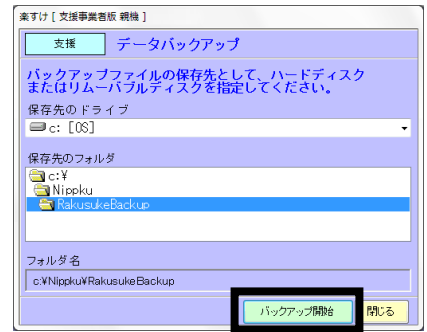 楽すけ [ 支援事業者版 親機 ]
支援 データバックアップ
バックアップファイルの保存先として、ハードディスク
またはリムーバブルディスクを指定してください。
保存先のドライブ
c: [OS]
保存先のフォルダ
c:¥
Nippku
RakusukeBackup
フォルダ名
c:¥Nippku¥RakusukeBackup
バックアップ開始 閉じる